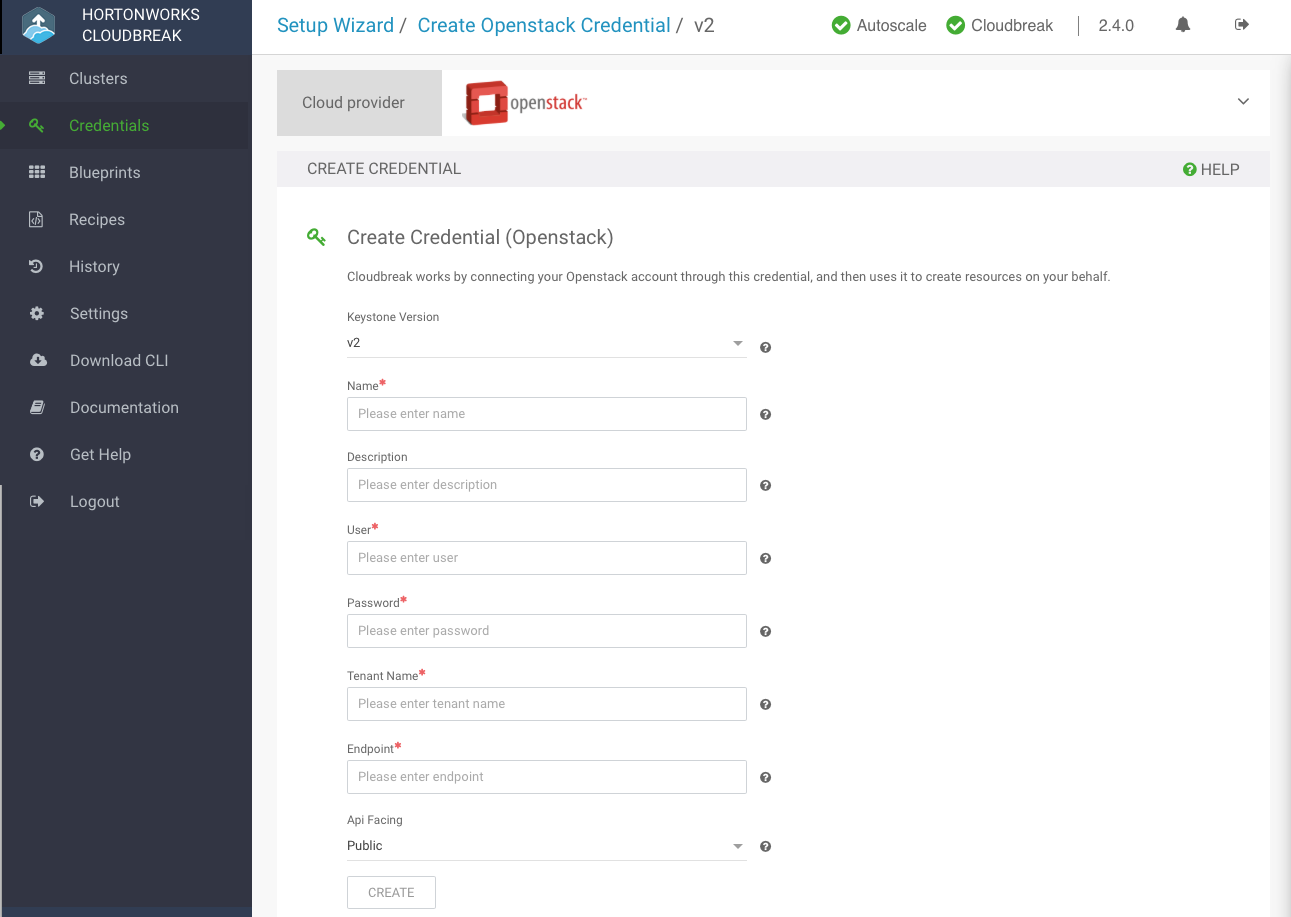 HORTONWORKS
CLOUDBREAK
Setup Wizard / Create Openstack Credential / v2
Autoscale
Cloudbreak
2.4.0
Clusters
Credentials
Blueprints
Recipes
History
Settings
Download CLI
Documentation
Get Help
Logout
Cloud provider
openstack™
CREATE CREDENTIAL
HELP
Create Credential (Openstack)
Cloudbreak works by connecting your Openstack account through this credential, and then uses it to create resources on your behalf.
Keystone Version
v2
Name*
Please enter name
Description
Please enter description
User*
Please enter user
Password*
Please enter password
Tenant Name*
Please enter tenant name
Endpoint*
Please enter endpoint
Api Facing
Public
CREATE